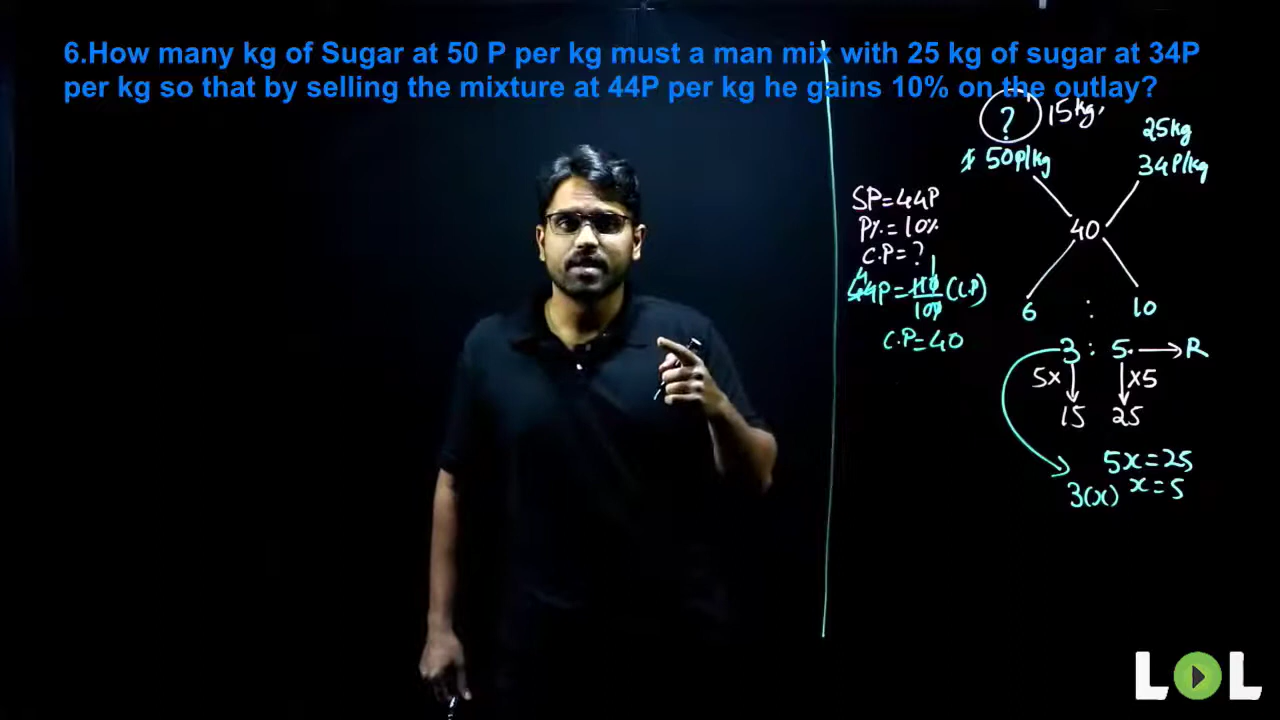 6.How many kg of Sugar at 50 P per kg must a man mix with 25 kg of sugar at 34P
per kg so that by selling the mixture at 44P per kg he gains 10% on the outlay?
? 15kg,
25kg
50P/kg
34P/kg
SP=44P
P%.=10%
C.P=?
40
4
1
44P=110/100(C.P)
C.P=40
6 : 10
3 : 5. → R
5x x5
15 25
5x=25
3(x) x=5
LOL